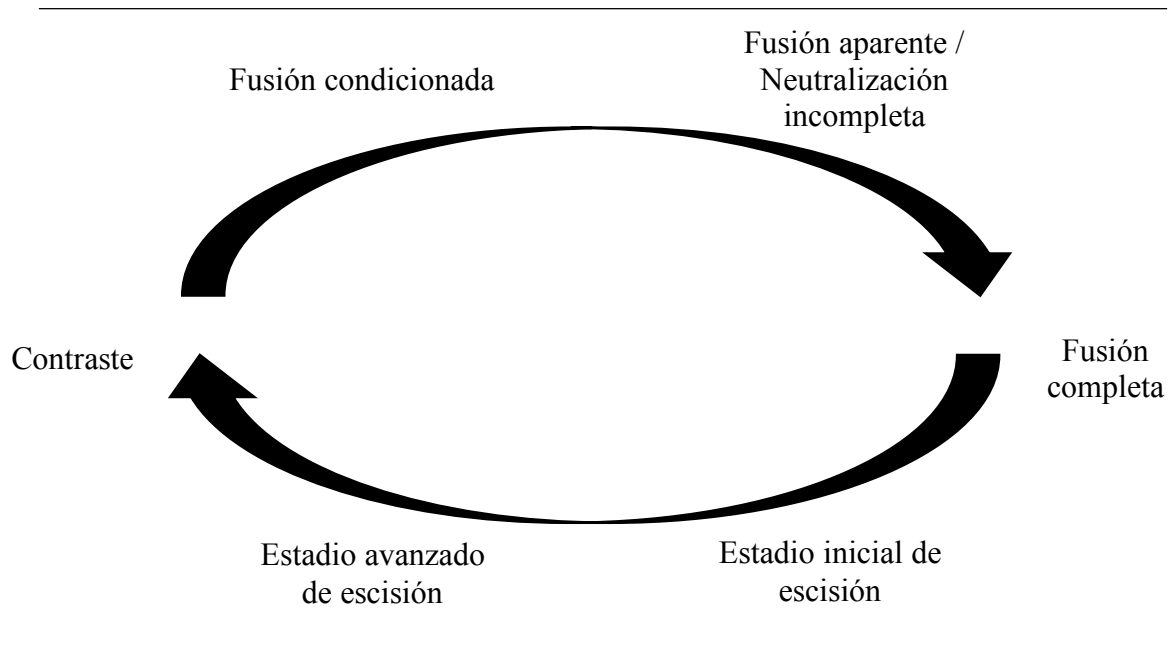 Fusión condicionada
Fusión aparente /
Neutralización
incompleta
Contraste
Fusión
completa
Estadio avanzado
de escisión
Estadio inicial de
escisión